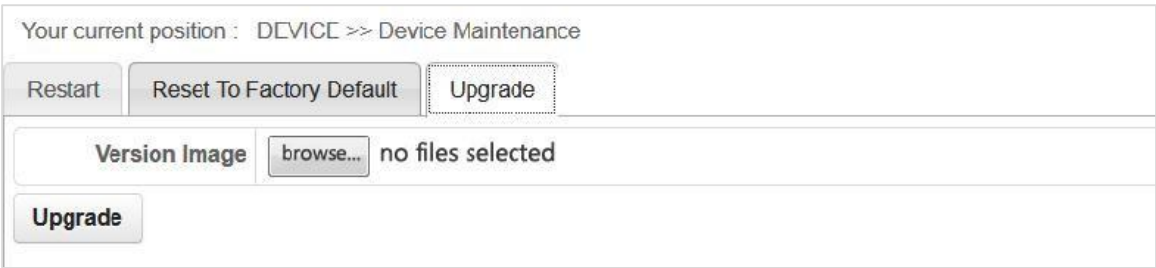 Your current position : DEVICE >> Device Maintenance
Restart Reset To Factory Default Upgrade
Version Image browse... no files selected
Upgrade